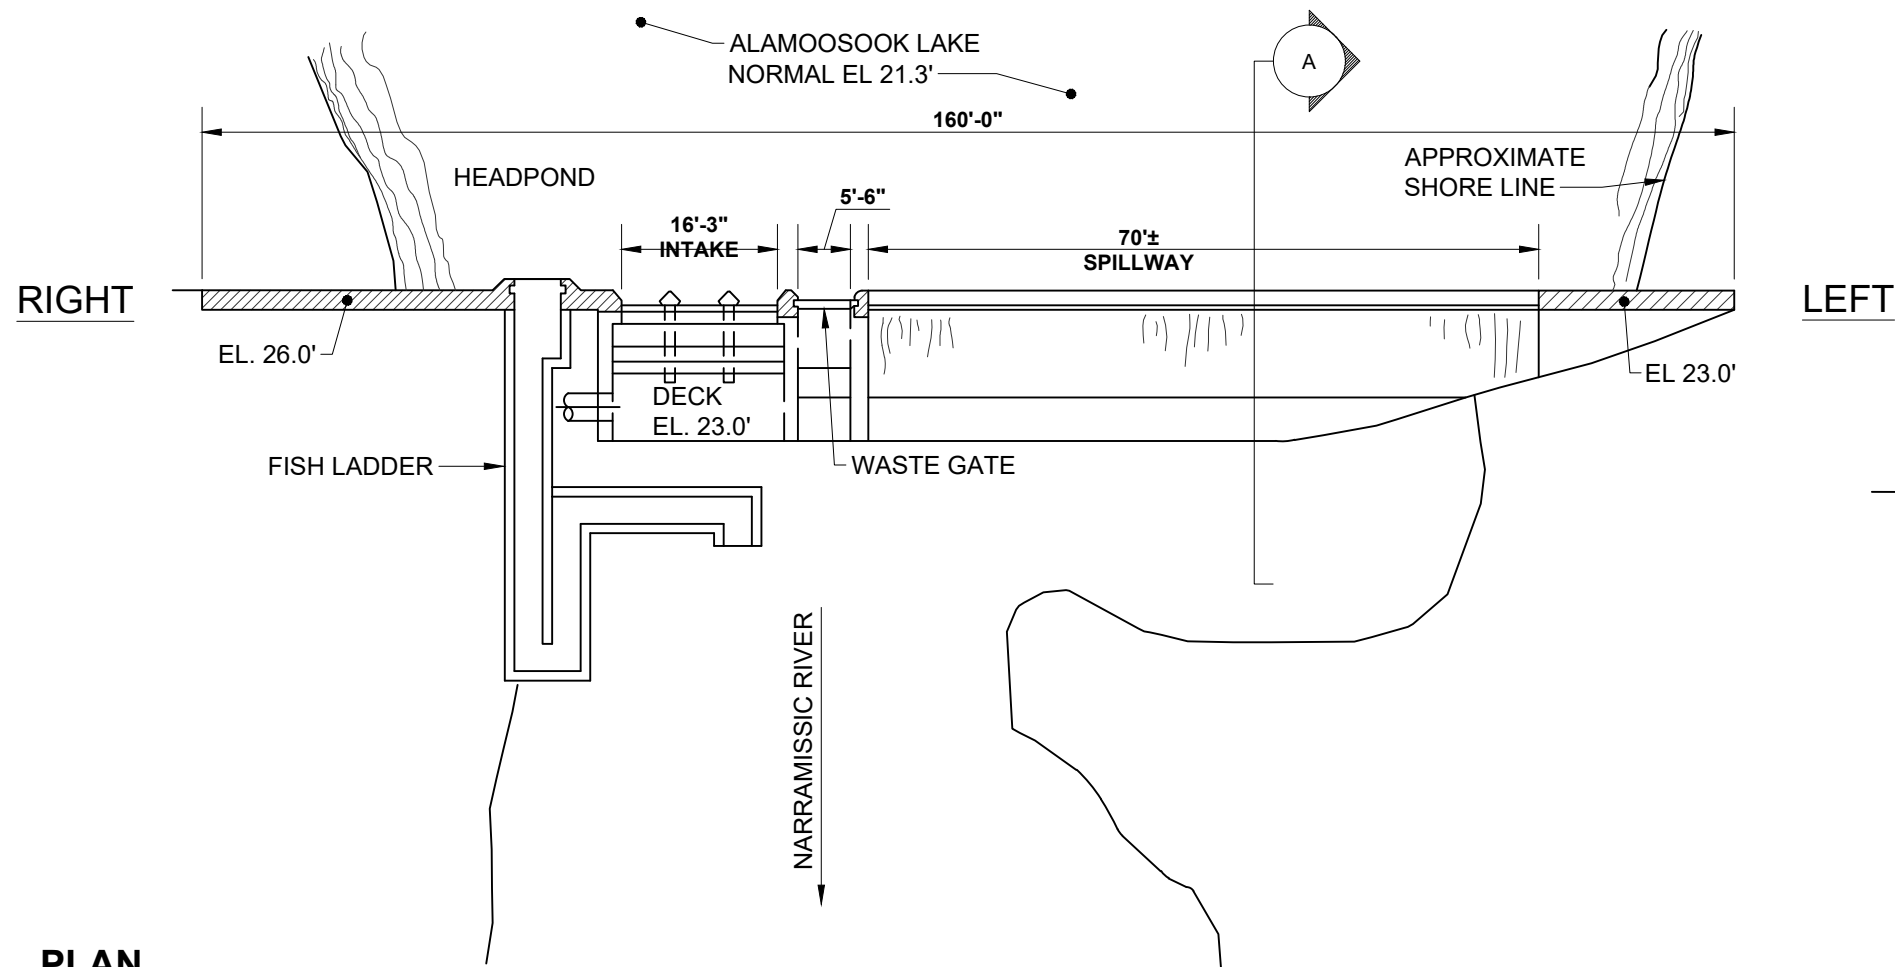 ALAMOOSOOK LAKE
NORMAL EL 21.3'
A
160'-0"
HEADPOND
APPROXIMATE
SHORE LINE
5'-6"
16'-3"
INTAKE
70'±
SPILLWAY
RIGHT
LEFT
EL. 26.0'
EL 23.0'
DECK
EL. 23.0'
FISH LADDER
WASTE GATE
NARRAMISSIC RIVER
PLAN